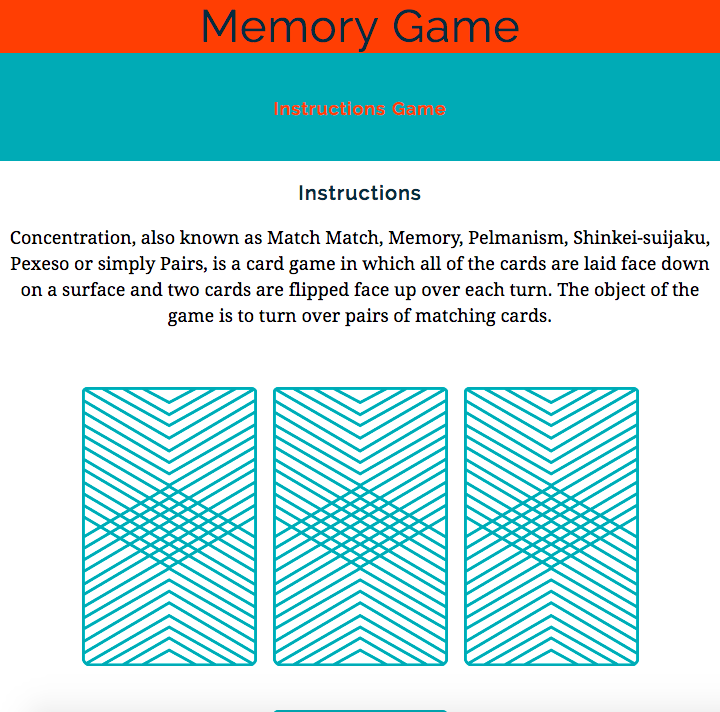 Memory Game
Instructions Game
Instructions
Concentration, also known as Match Match, Memory, Pelmanism, Shinkei-suijaku,
Pexeso or simply Pairs, is a card game in which all of the cards are laid face down
on a surface and two cards are flipped face up over each turn. The object of the
game is to turn over pairs of matching cards.